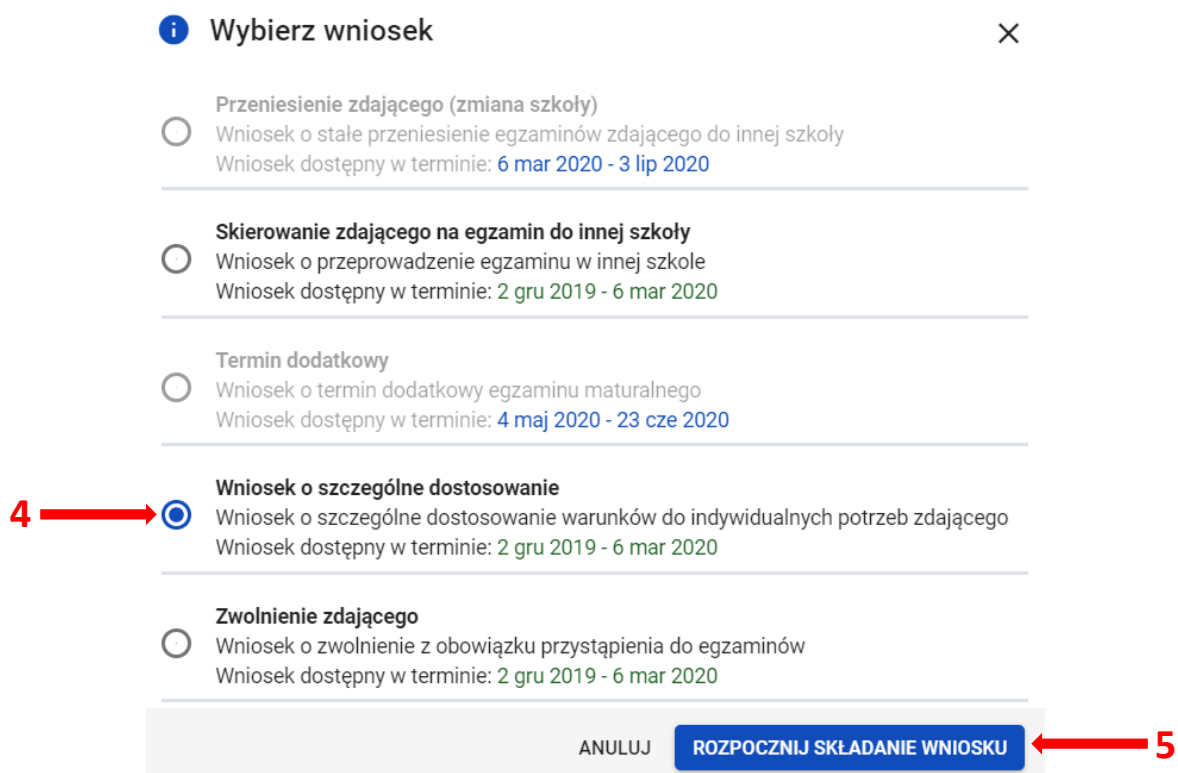 Wybierz wniosek
Przeniesienie zdającego (zmiana szkoły)
Wniosek o stałe przeniesienie egzaminów zdającego do innej szkoły
Wniosek dostępny w terminie: 6 mar 2020 - 3 lip 2020
Skierowanie zdającego na egzamin do innej szkoły
Wniosek o przeprowadzenie egzaminu w innej szkole
Wniosek dostępny w terminie: 2 gru 2019 - 6 mar 2020
Termin dodatkowy
Wniosek o termin dodatkowy egzaminu maturalnego
Wniosek dostępny w terminie: 4 maj 2020 - 23 cze 2020
Wniosek o szczególne dostosowanie
4 Wniosek o szczególne dostosowanie warunków do indywidualnych potrzeb zdającego
Wniosek dostępny w terminie: 2 gru 2019 - 6 mar 2020
Zwolnienie zdającego
Wniosek o zwolnienie z obowiązku przystąpienia do egzaminów
Wniosek dostępny w terminie: 2 gru 2019 - 6 mar 2020
ANULUJ ROZPOCZNIJ SKŁADANIE WNIOSKU 5